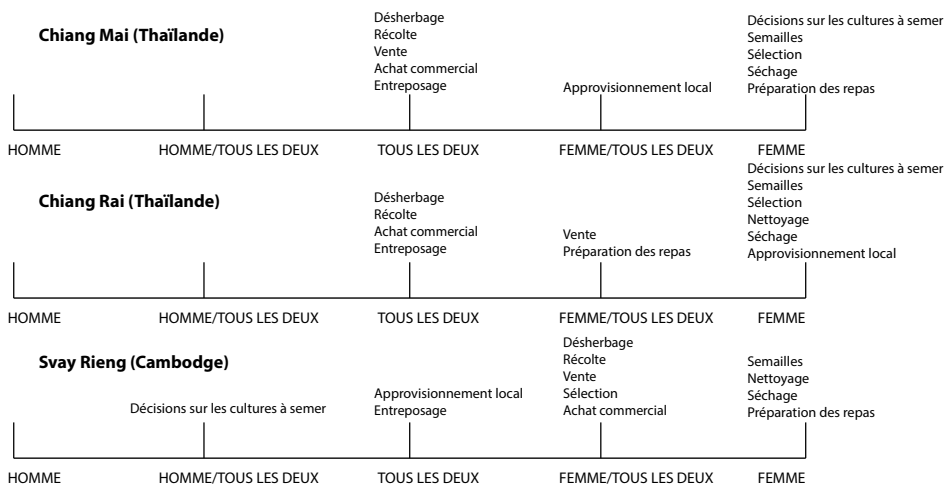 Chiang Mai (Thaïlande)
Désherbage
Récolte
Vente
Achat commercial
Entreposage
Approvisionnement local
Décisions sur les cultures à semer
Semailles
Sélection
Séchage
Préparation des repas
HOMME
HOMME/TOUS LES DEUX
TOUS LES DEUX
FEMME/TOUS LES DEUX
FEMME
Chiang Rai (Thaïlande)
Désherbage
Récolte
Achat commercial
Entreposage
Vente
Préparation des repas
Décisions sur les cultures à semer
Semailles
Sélection
Nettoyage
Séchage
Approvisionnement local
HOMME
HOMME/TOUS LES DEUX
TOUS LES DEUX
FEMME/TOUS LES DEUX
FEMME
Svay Rieng (Cambodge)
Décisions sur les cultures à semer
Approvisionnement local
Entreposage
Désherbage
Récolte
Vente
Sélection
Achat commercial
Semailles
Nettoyage
Séchage
Préparation des repas
HOMME
HOMME/TOUS LES DEUX
TOUS LES DEUX
FEMME/TOUS LES DEUX
FEMME